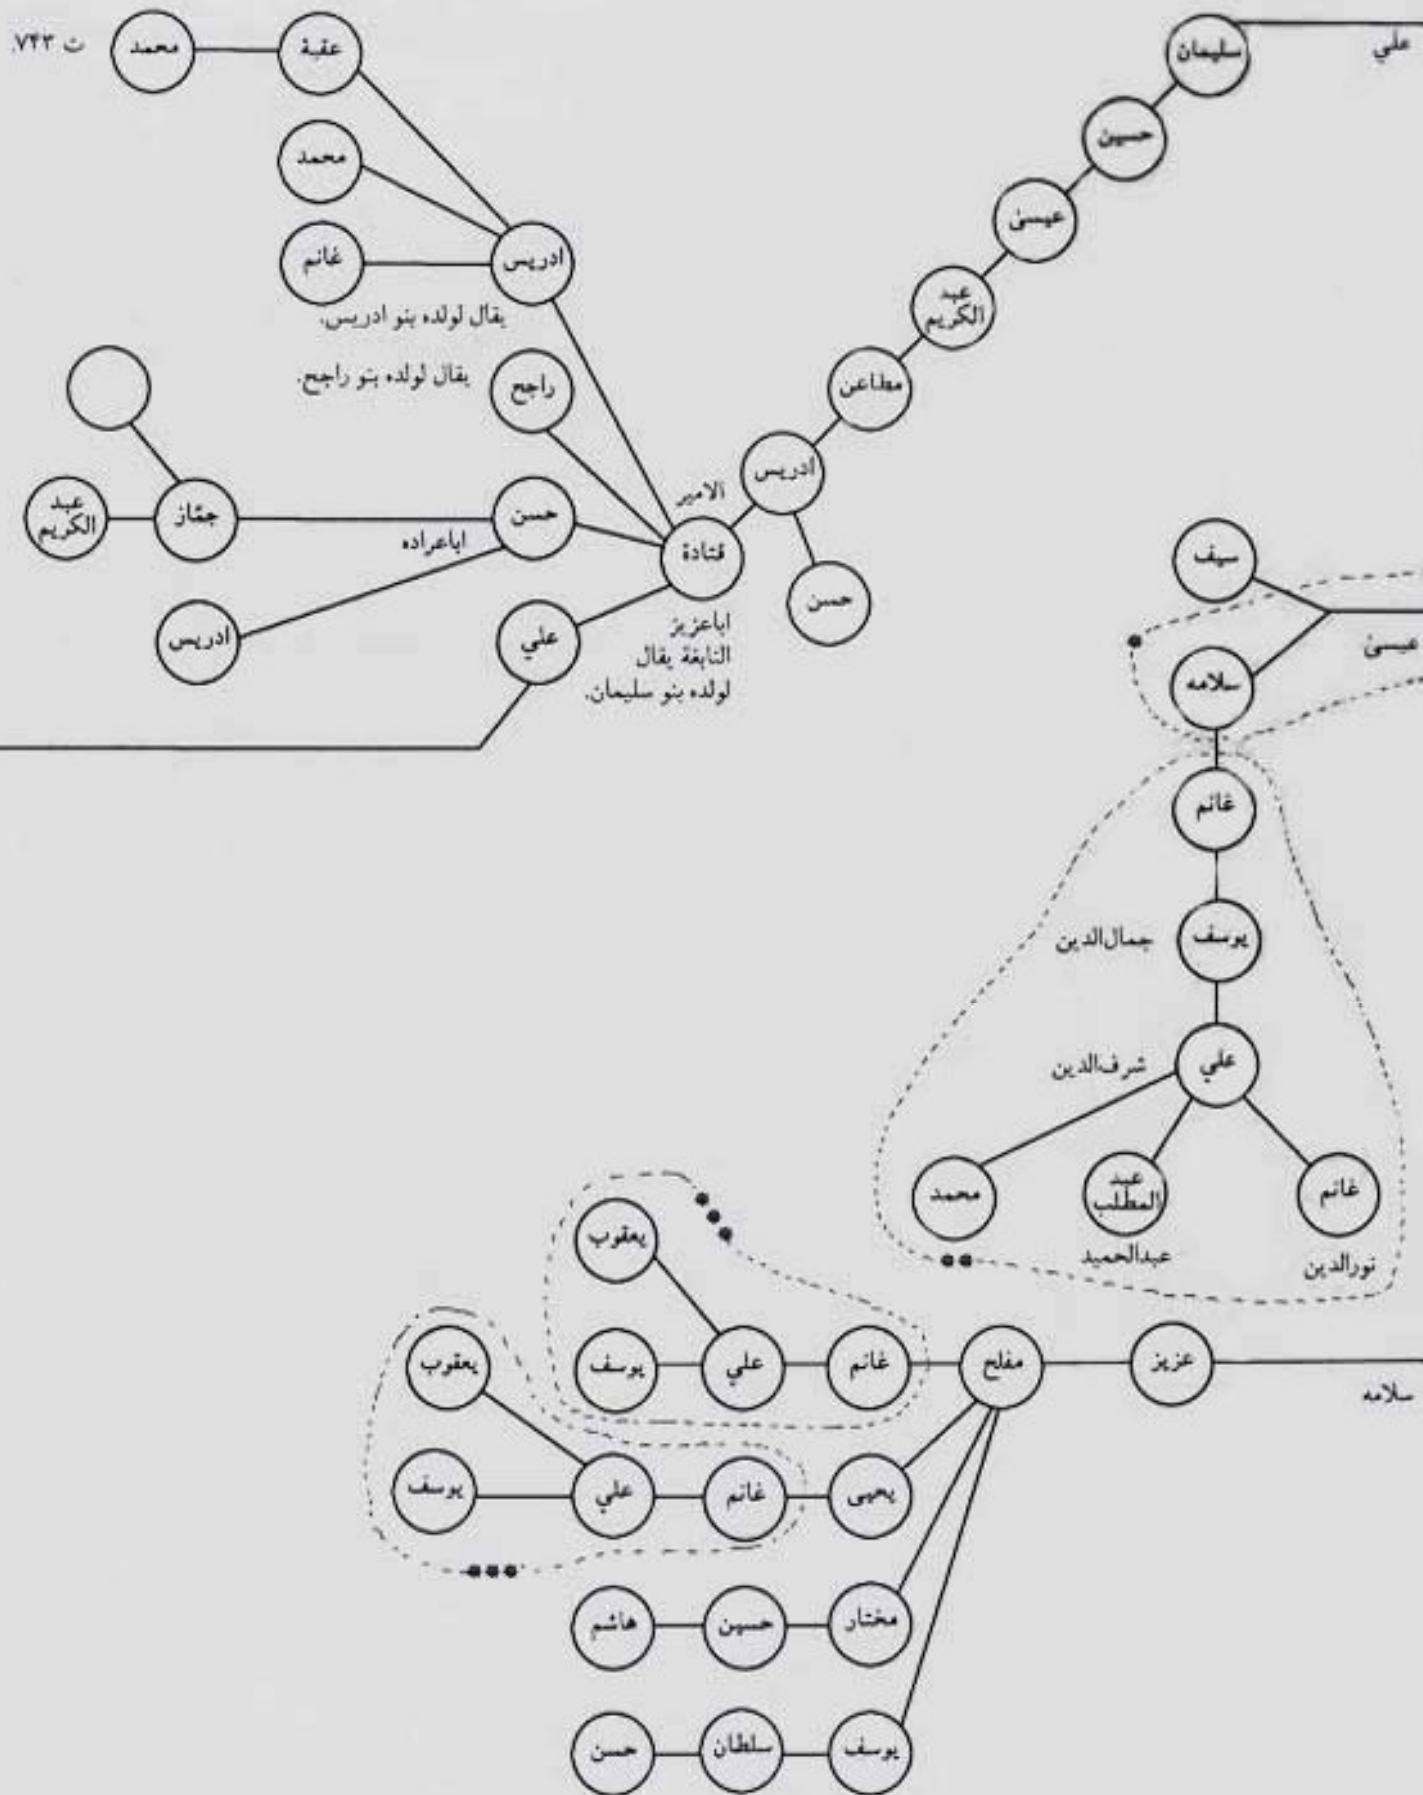 علي
سليمان
حسين
عيسىٰ
عبد
الكريم
مطاعن
ادريس
حسن
الامير
قتادة
اباعزيز
النابغة يقال
لولده بنو سليمان.
ادريس
يقال لولده بنو ادريس.
عقبة
محمد
ت ٧۴٣.
محمد
غانم
راجح
يقال لولده بنو راجح.
حسن
اباعراده
جمّاز
عبد
الكريم
ادريس
علي
عيسىٰ
سيف
سلامه
غانم
يوسف
جمال‌الدين
علي
شرف‌الدين
غانم
نورالدين
عبد
المطلب
عبدالحميد
محمد
سلامه
عزيز
مفلح
غانم
علي
يعقوب
يوسف
يحيى
غانم
علي
يعقوب
يوسف
مختار
حسين
هاشم
يوسف
سلطان
حسن